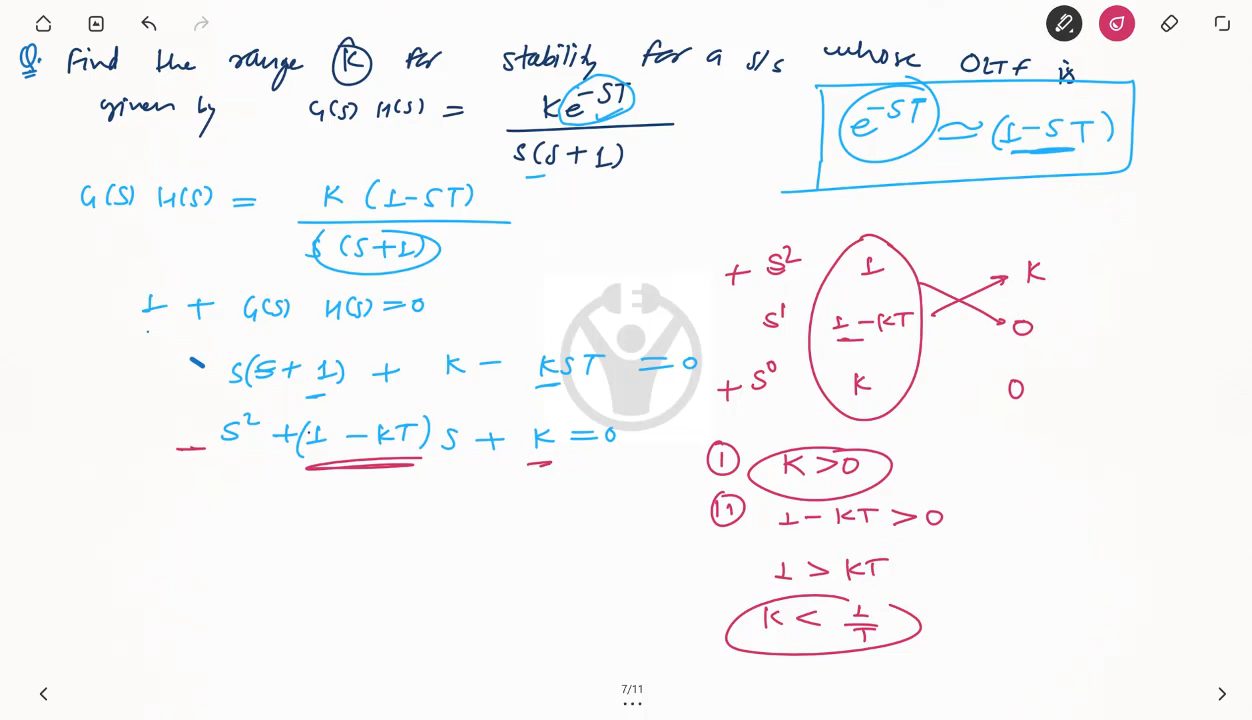 Q. Find the range K for stability for a s/s whose OLTF is
given by G(S) H(S) = Ke^-ST / S(S+1)
e^-ST ≃ (1-ST)
G(S) H(S) = K (1-ST) / S(S+1)
1 + G(S) H(S) = 0
S(S+1) + K - KST = 0
S^2 + (1 - KT) S + K = 0
+ S^2 1 K
S^1 1-KT 0
+ S^0 K 0
① K > 0
ⓘⓘ 1 - KT > 0
1 > KT
K < 1/T
7/11